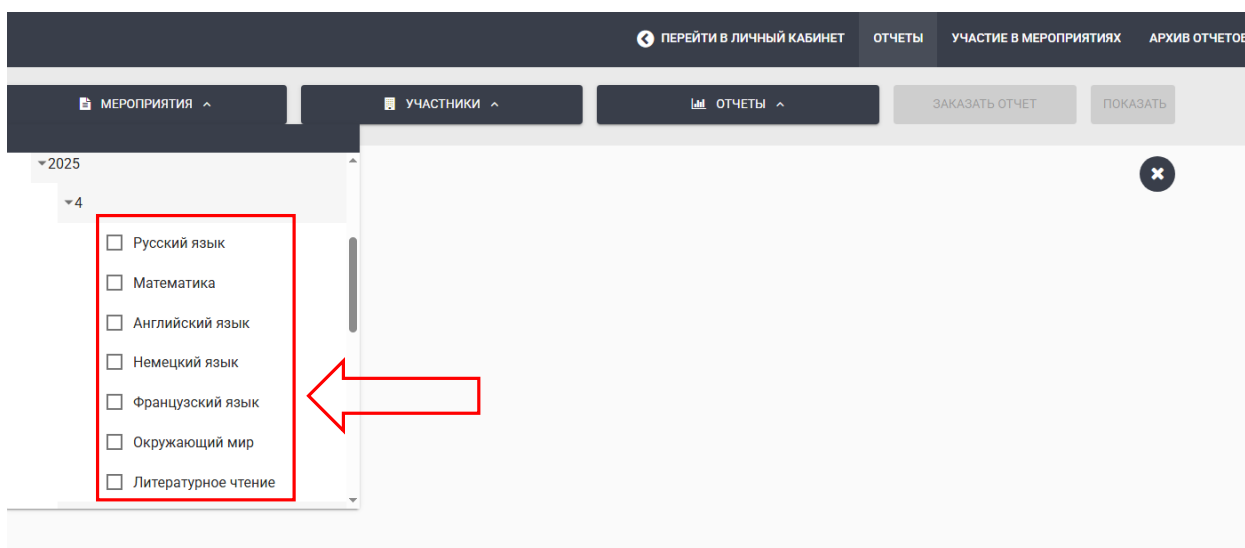 ПЕРЕЙТИ В ЛИЧНЫЙ КАБИНЕТ ОТЧЕТЫ УЧАСТИЕ В МЕРОПРИЯТИЯХ АРХИВ ОТЧЕТОВ
МЕРОПРИЯТИЯ УЧАСТНИКИ ОТЧЕТЫ ЗАКАЗАТЬ ОТЧЕТ ПОКАЗАТЬ
2025
4
Русский язык
Математика
Английский язык
Немецкий язык
Французский язык
Окружающий мир
Литературное чтение